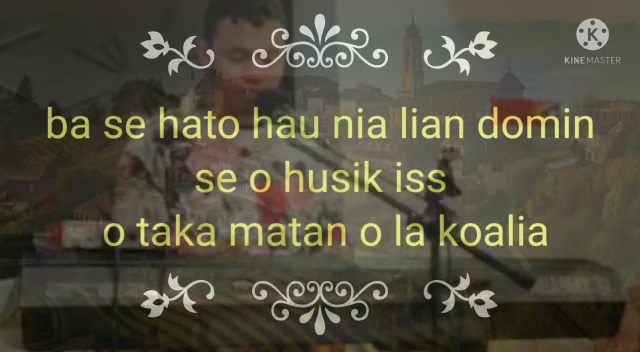 K
KINEMASTER
ba se hato hau nia lian domin
se o husik iss
o taka matan o la koalia